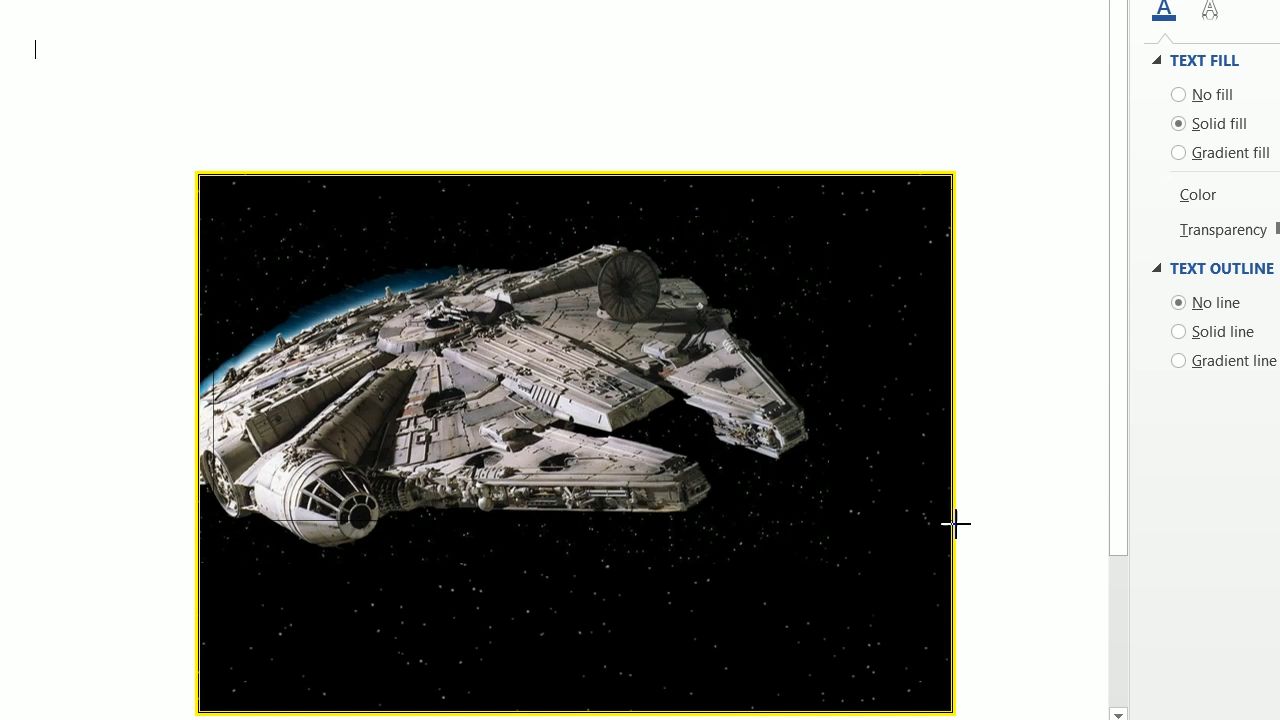 A A
TEXT FILL
No fill
Solid fill
Gradient fill
Color
Transparency
TEXT OUTLINE
No line
Solid line
Gradient line